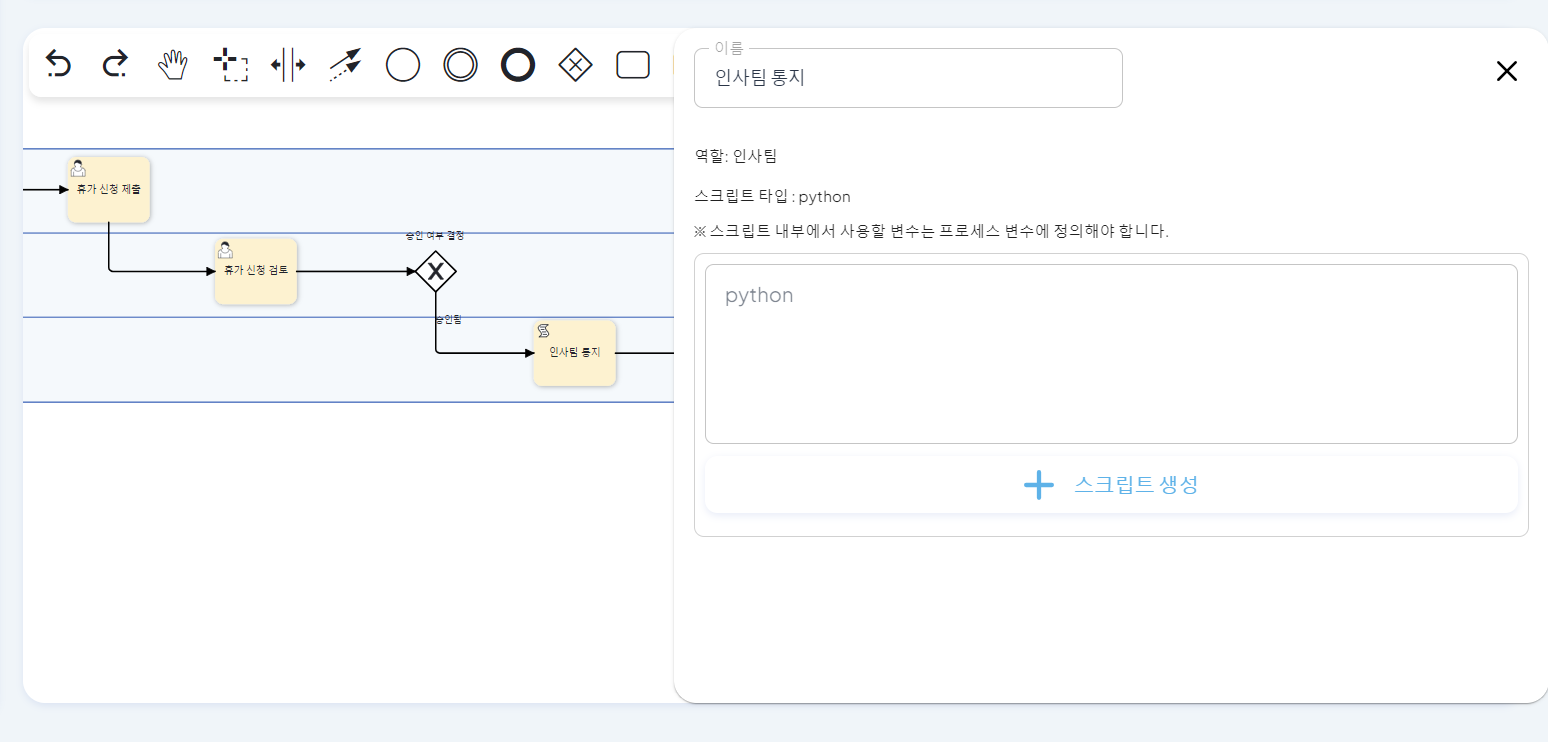 이름
인사팀 통지
역할: 인사팀
스크립트 타입 : python
※ 스크립트 내부에서 사용할 변수는 프로세스 변수에 정의해야 합니다.
python
스크립트 생성
휴가 신청 제출
승인 여부 결정
휴가 신청 검토
승인됨
인사팀 통지